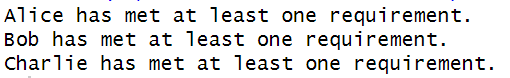 Alice has met at least one requirement.
Bob has met at least one requirement.
Charlie has met at least one requirement.